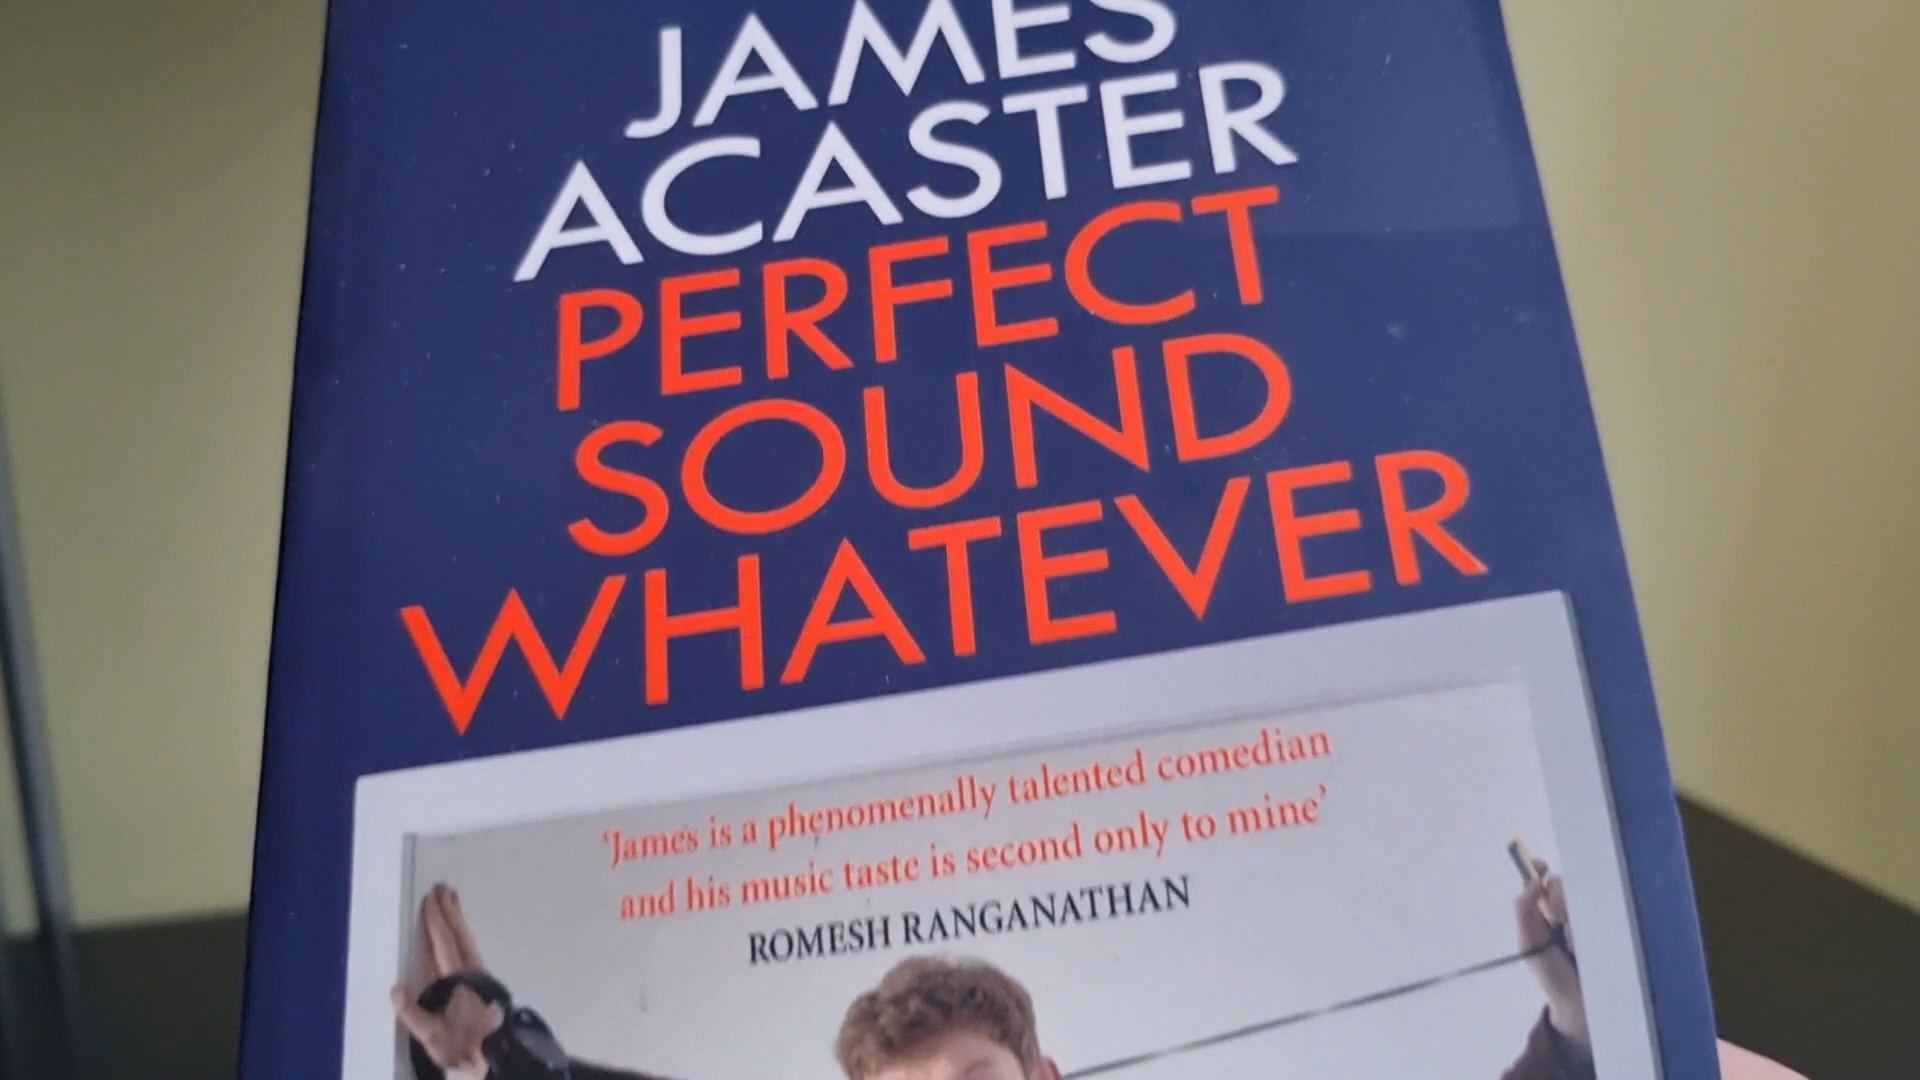 JAMES
ACASTER
PERFECT
SOUND
WHATEVER
‘James is a phenomenally talented comedian
and his music taste is second only to mine’
ROMESH RANGANATHAN